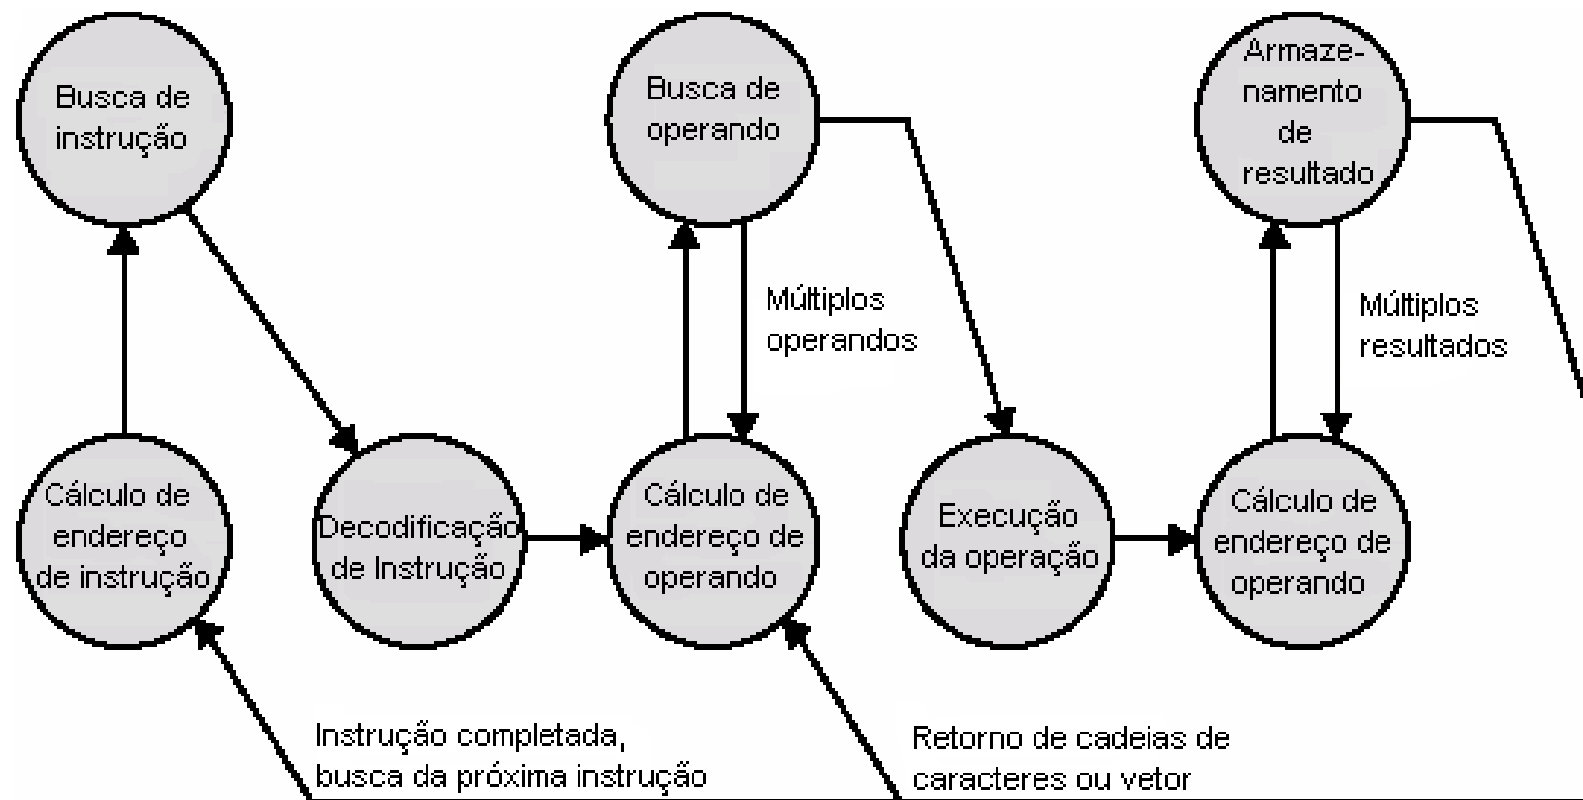 Busca de
instrução
Busca de
operando
Armaze-
namento
de
resultado
Múltiplos
operandos
Múltiplos
resultados
Cálculo de
endereço
de instrução
Decodificação
de Instrução
Cálculo de
endereço de
operando
Execução
da operação
Cálculo de
endereço de
operando
Instrução completada,
busca da próxima instrução
Retorno de cadeias de
caracteres ou vetor